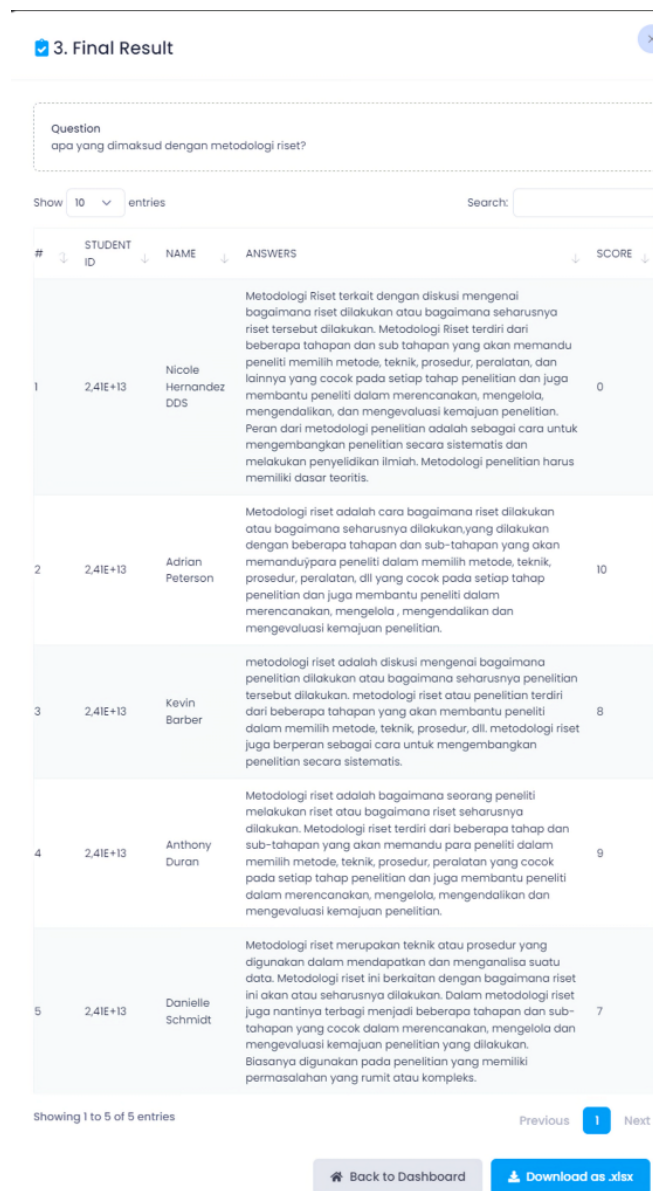 3. Final Result
Question
apa yang dimaksud dengan metodologi riset?
Show 10 entries
Search:
# STUDENT ID NAME ANSWERS SCORE
Metodologi Riset terkait dengan diskusi mengenai
bagaimana riset dilakukan atau bagaimana seharusnya
riset tersebut dilakukan. Metodologi Riset terdiri dari
beberapa tahapan dan sub tahapan yang akan memandu
peneliti memilih metode, teknik, prosedur, peralatan, dan
lainnya yang cocok pada setiap tahap penelitian dan juga
membantu peneliti dalam merencanakan, mengelola,
mengendalikan, dan mengevaluasi kemajuan penelitian.
Peran dari metodologi penelitian adalah sebagai cara untuk
mengembangkan penelitian secara sistematis dan
melakukan penyelidikan ilmiah. Metodologi penelitian harus
memiliki dasar teoritis.
1 2,41E+13 Nicole Hernandez DDS 0
Metodologi riset adalah cara bagaimana riset dilakukan
atau bagaimana seharusnya dilakukan,yang dilakukan
dengan beberapa tahapan dan sub-tahapan yang akan
memanduÿpara peneliti dalam memilih metode, teknik,
prosedur, peralatan, dll yang cocok pada setiap tahap
penelitian dan juga membantu peneliti dalam
merencanakan, mengelola , mengendalikan dan
mengevaluasi kemajuan penelitian.
2 2,41E+13 Adrian Peterson 10
metodologi riset adalah diskusi mengenai bagaimana
penelitian dilakukan atau bagaimana seharusnya penelitian
tersebut dilakukan. metodologi riset atau penelitian terdiri
dari beberapa tahapan yang akan membantu peneliti
dalam memilih metode, teknik, prosedur, dll. metodologi riset
juga berperan sebagai cara untuk mengembangkan
penelitian secara sistematis.
3 2,41E+13 Kevin Barber 8
Metodologi riset adalah bagaimana seorang peneliti
melakukan riset atau bagaimana riset seharusnya
dilakukan. Metodologi riset terdiri dari beberapa tahap dan
sub-tahapan yang akan memandu para peneliti dalam
memilih metode, teknik, prosedur, peralatan yang cocok
pada setiap tahap penelitian dan juga membantu peneliti
dalam merencanakan, mengelola, mengendalikan dan
mengevaluasi kemajuan penelitian.
4 2,41E+13 Anthony Duran 9
Metodologi riset merupakan teknik atau prosedur yang
digunakan dalam mendapatkan dan menganalisa suatu
data. Metodologi riset ini berkaitan dengan bagaimana riset
ini akan atau seharusnya dilakukan. Dalam metodologi riset
juga nantinya terbagi menjadi beberapa tahapan dan sub-
tahapan yang cocok dalam merencanakan, mengelola dan
mengevaluasi kemajuan penelitian yang dilakukan.
Biasanya digunakan pada penelitian yang memiliki
permasalahan yang rumit atau kompleks.
5 2,41E+13 Danielle Schmidt 7
Showing 1 to 5 of 5 entries
Previous 1 Next
Back to Dashboard
Download as .xlsx